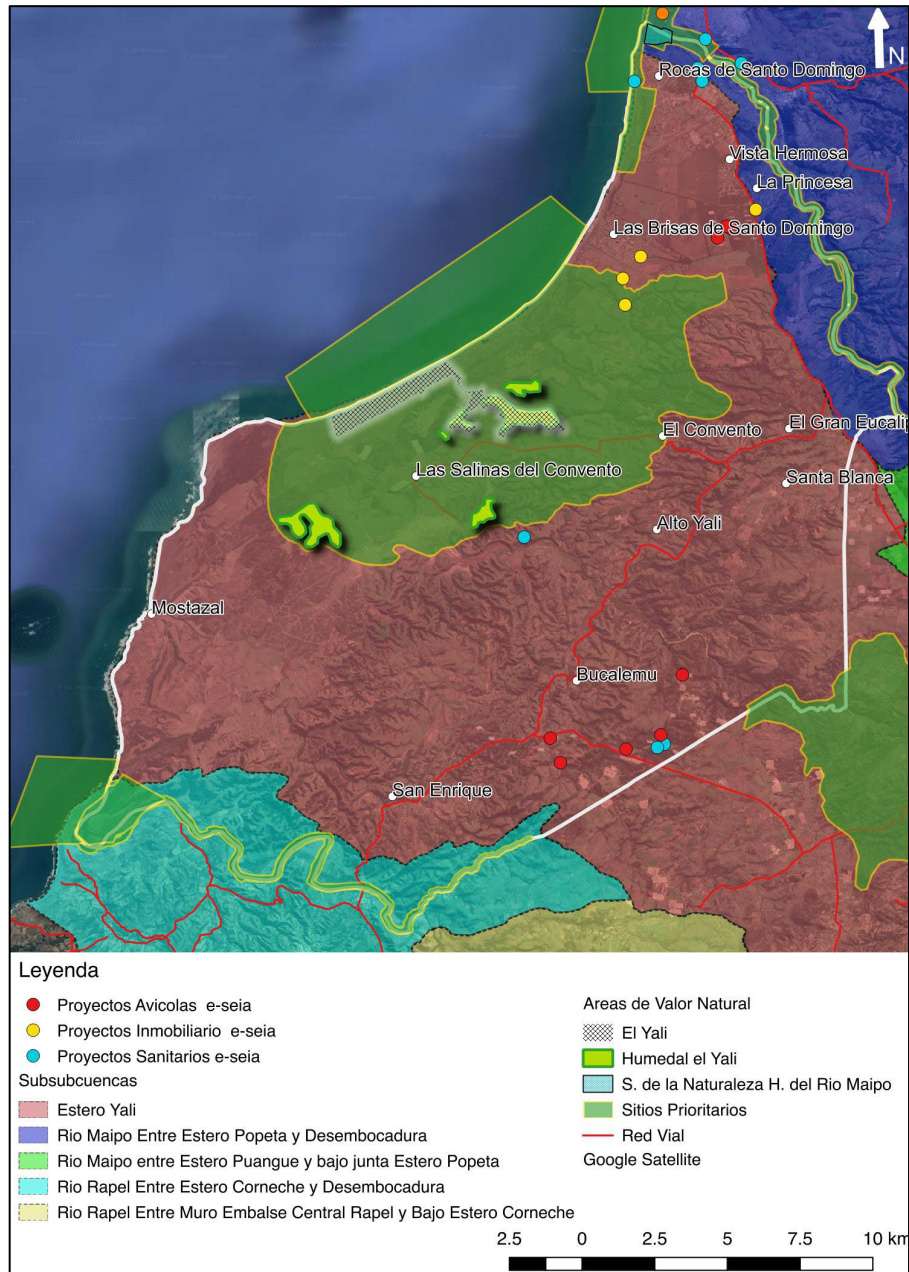 N
Rocas de Santo Domingo
Vista Hermosa
La Princesa
Las Brisas de Santo Domingo
El Convento
El Gran Eucalip
Las Salinas del Convento
Santa Blanca
Alto Yali
Mostazal
Bucalemu
San Enrique
Leyenda
Proyectos Avicolas e-seia
Proyectos Inmobiliario e-seia
Proyectos Sanitarios e-seia
Subsubcuencas
Estero Yali
Rio Maipo Entre Estero Popeta y Desembocadura
Rio Maipo entre Estero Puangue y bajo junta Estero Popeta
Rio Rapel Entre Estero Corneche y Desembocadura
Rio Rapel Entre Muro Embalse Central Rapel y Bajo Estero Corneche
Areas de Valor Natural
El Yali
Humedal el Yali
S. de la Naturaleza H. del Rio Maipo
Sitios Prioritarios
Red Vial
Google Satellite
2.5 0 2.5 5 7.5 10 km